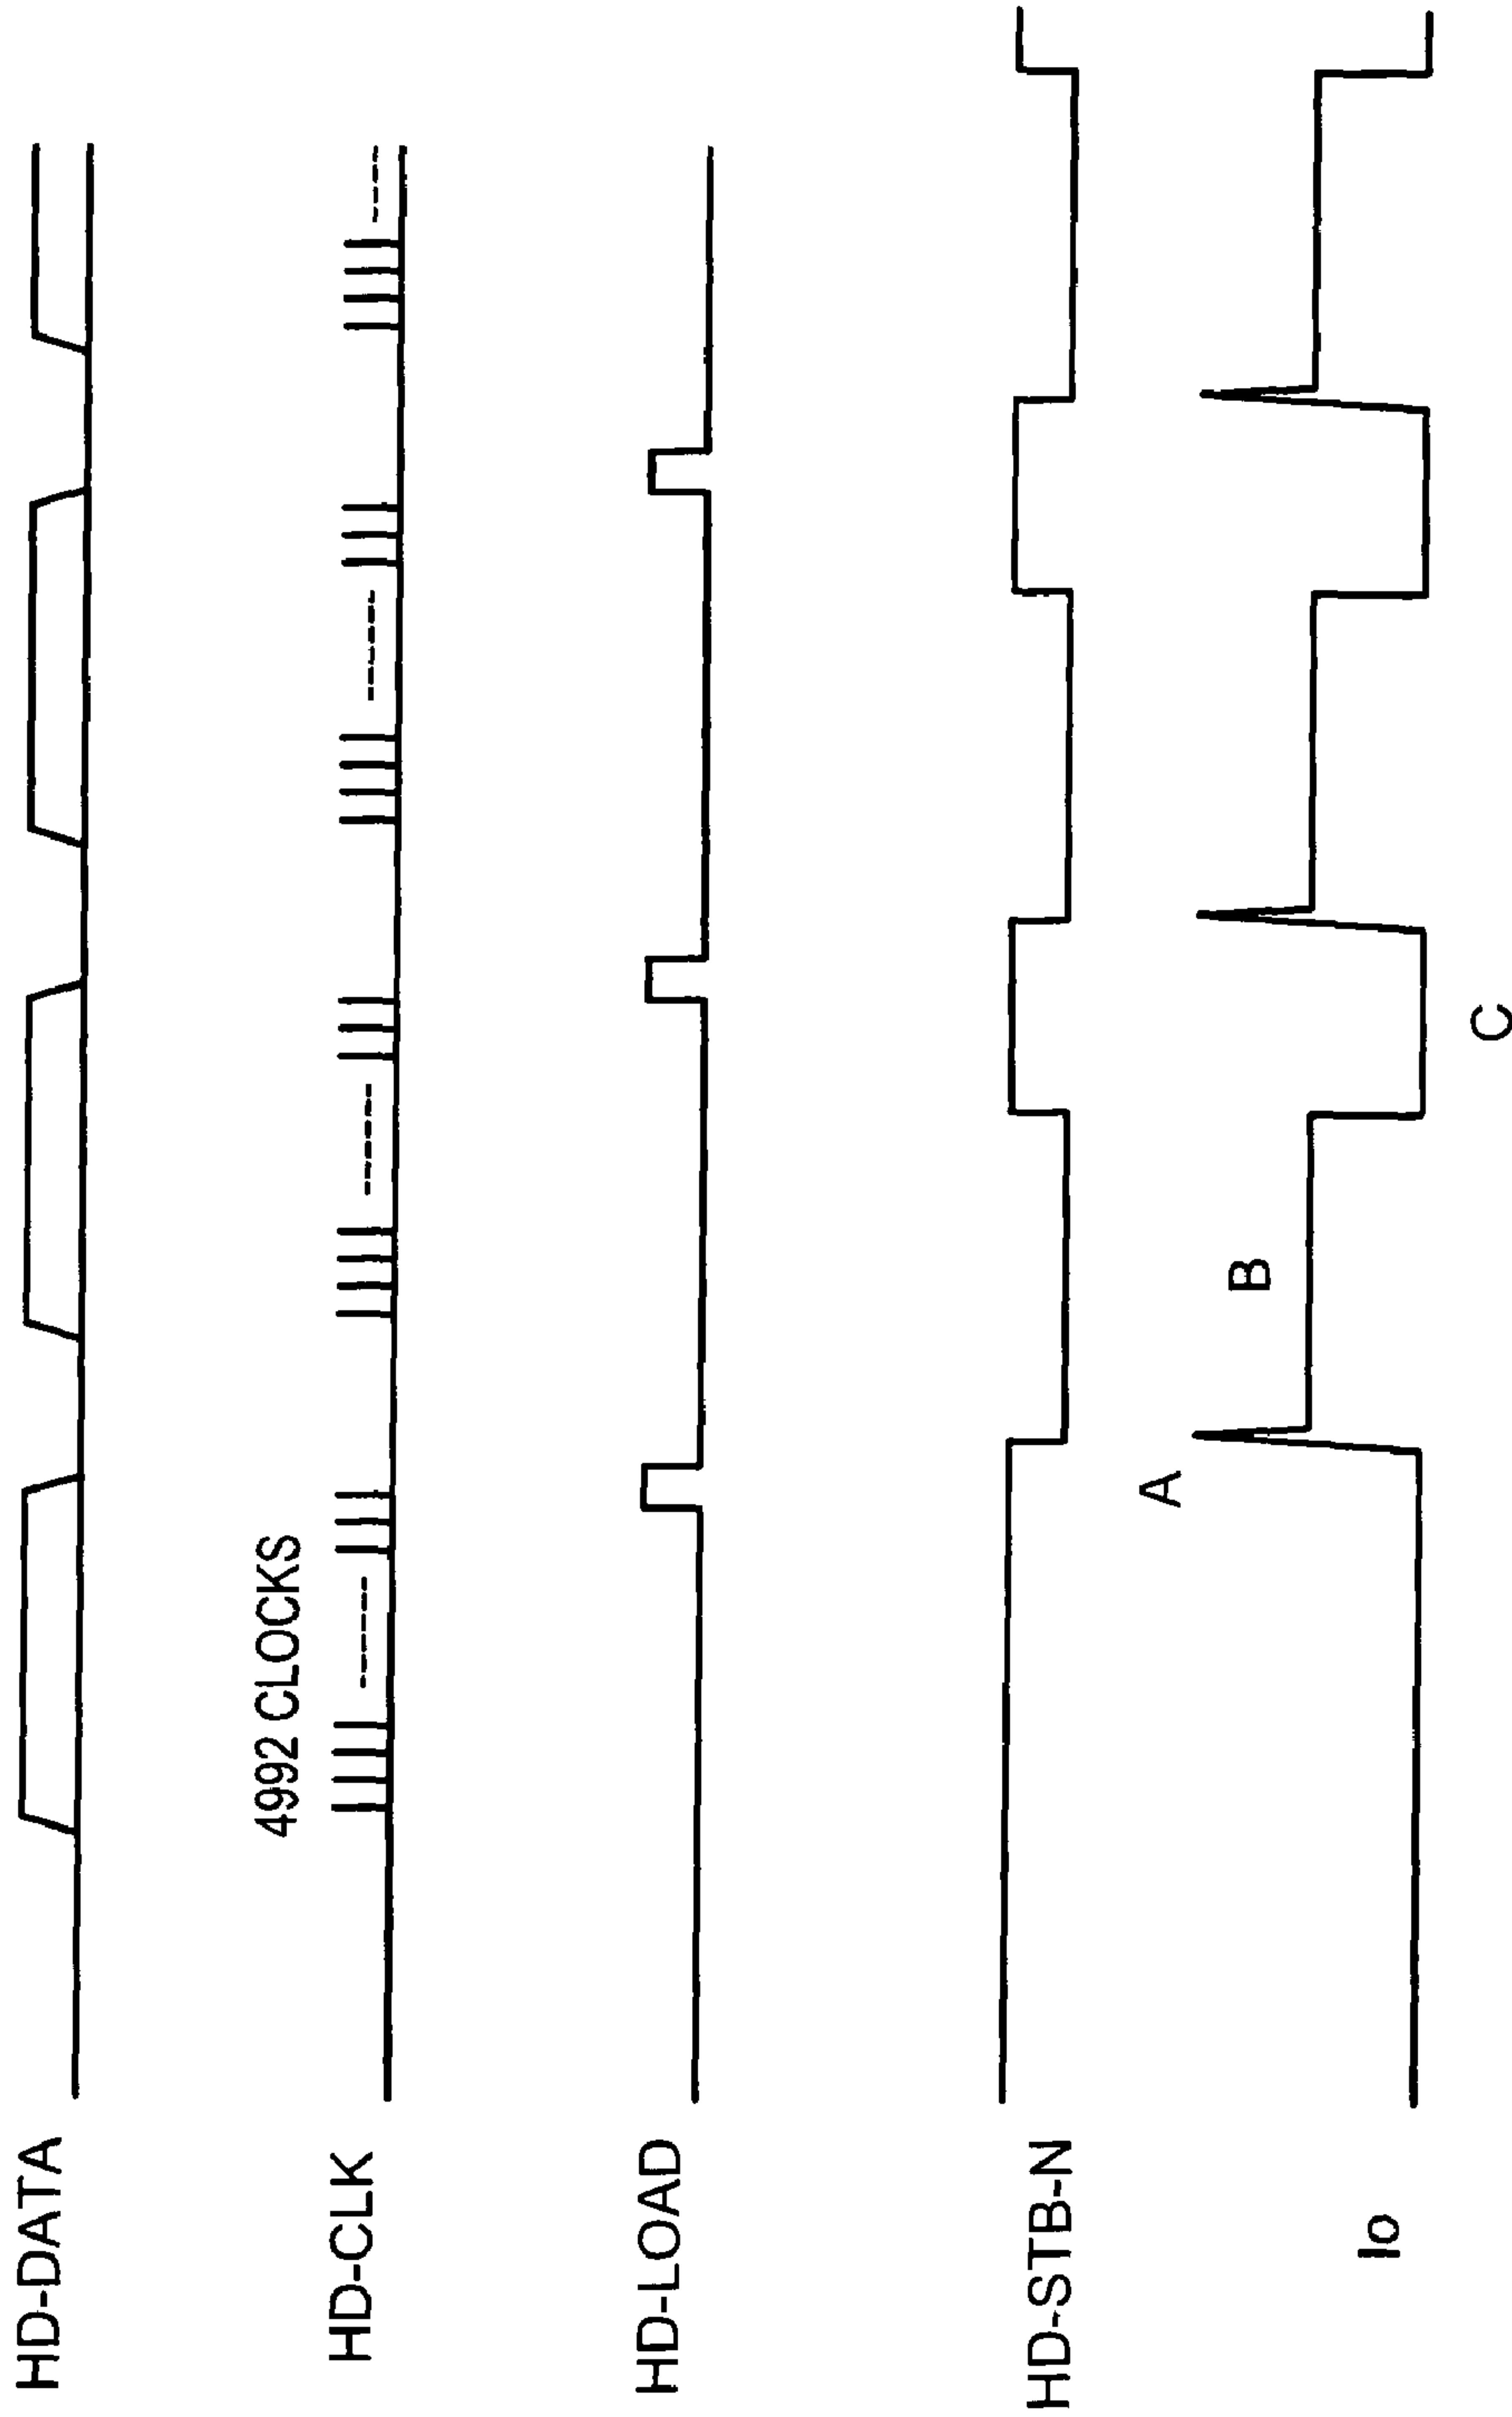 HD-DATA
4992 CLOCKS
HD-CLK
HD-LOAD
HD-STB-N
A
B
Io
C